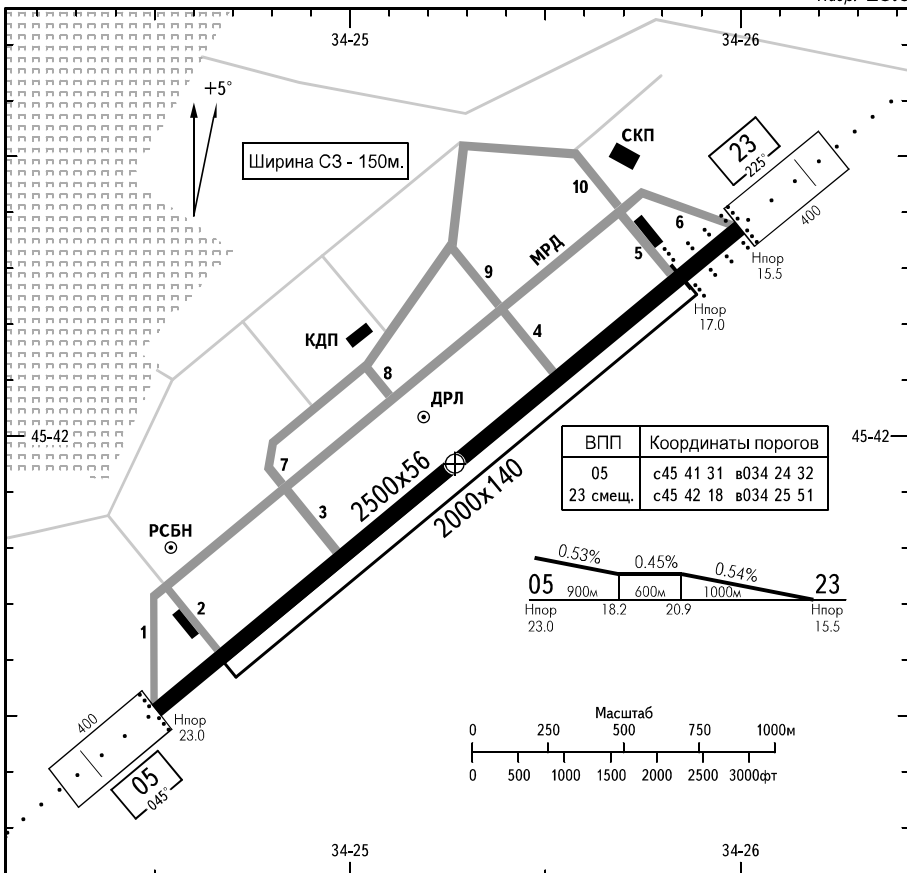 34-25
34-26
+5°
Ширина СЗ - 150м.
СКП
23
225°
400
10
6
МРД
5
Нпор
15.5
9
Нпор
17.0
КДП
4
8
ДРЛ
45-42
45-42
ВПП Координаты порогов
05 с45 41 31 в034 24 32
23 смещ. с45 42 18 в034 25 51
7
2500x56
2000x140
3
РСБН
0.53% 0.45% 0.54%
05 900м 600м 1000м 23
Нпор 18.2 20.9 Нпор
23.0 15.5
1
2
400
Нпор
23.0
05
045°
Масштаб
0 250 500 750 1000м
0 500 1000 1500 2000 2500 3000фт
34-25
34-26